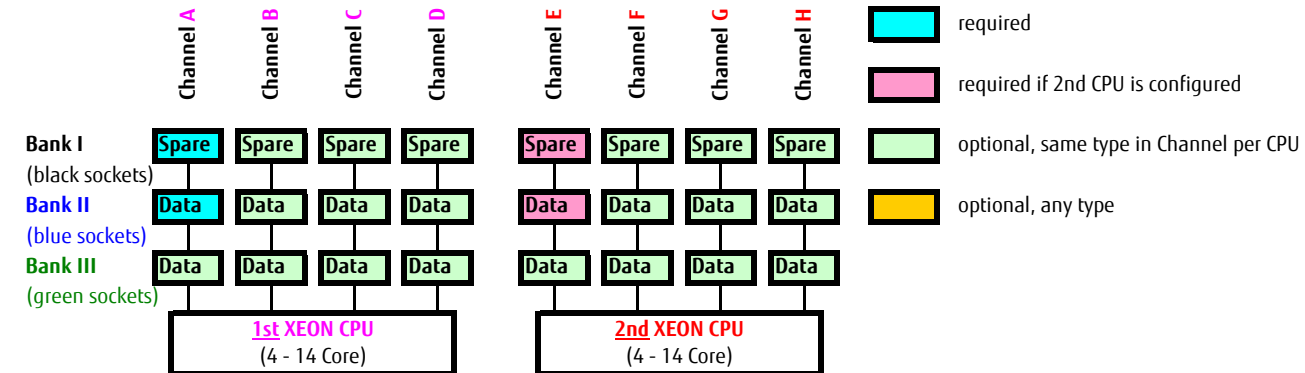 Channel A
Channel B
Channel C
Channel D
Channel E
Channel F
Channel G
Channel H
required
required if 2nd CPU is configured
optional, same type in Channel per CPU
optional, any type
Bank I
(black sockets)
Spare Spare Spare Spare Spare Spare Spare Spare
Bank II
(blue sockets)
Data Data Data Data Data Data Data Data
Bank III
(green sockets)
Data Data Data Data Data Data Data Data
1st XEON CPU
(4 - 14 Core)
2nd XEON CPU
(4 - 14 Core)